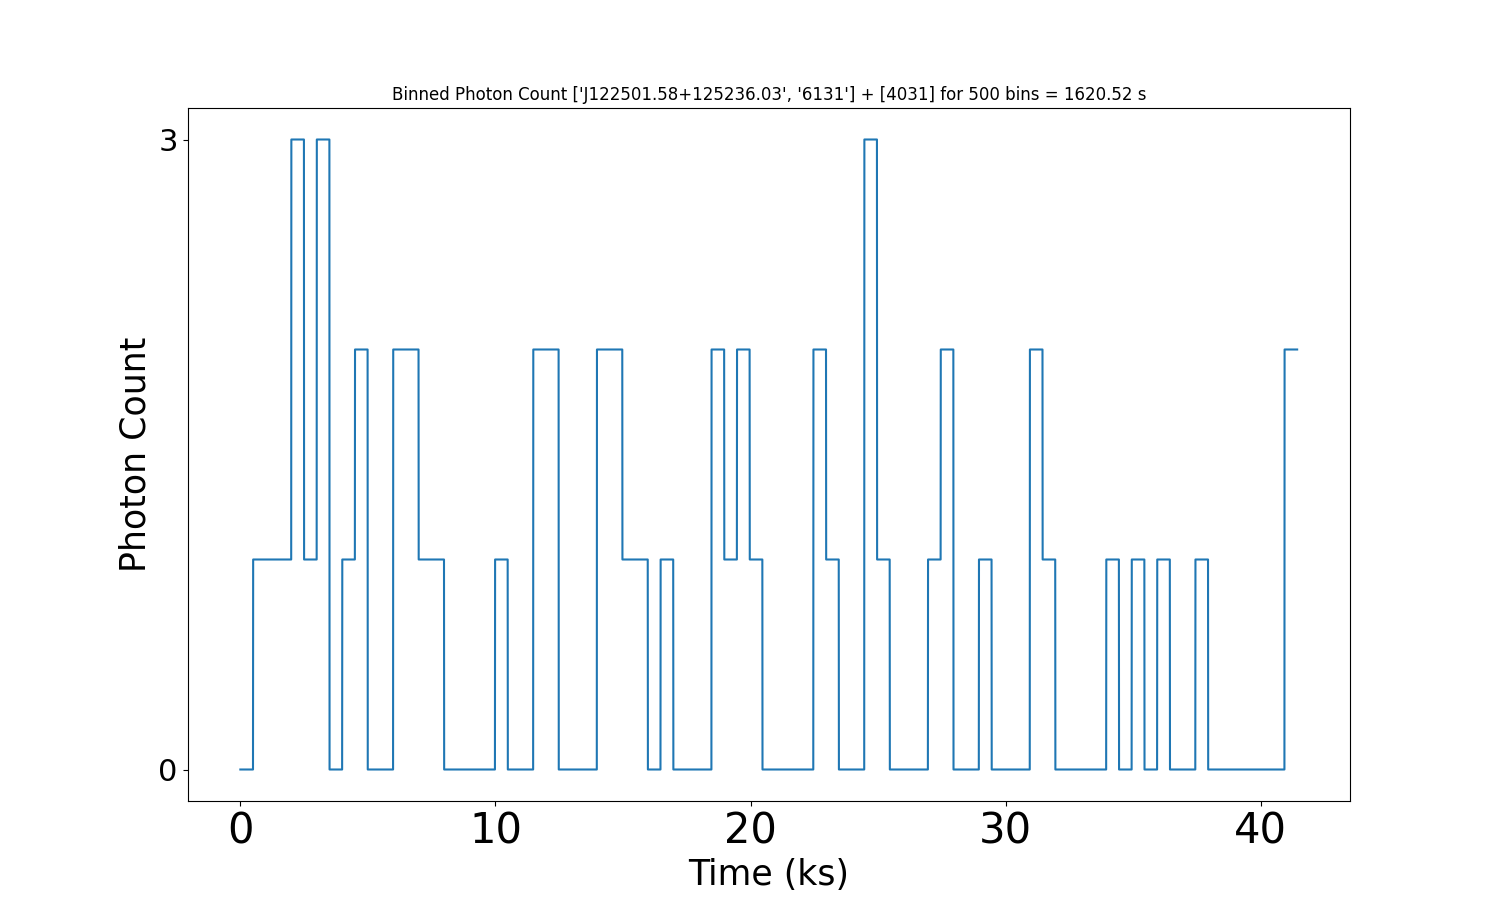 Binned Photon Count ['J122501.58+125236.03', '6131'] + [4031] for 500 bins = 1620.52 s
3
Photon Count
0
0 10 20 30 40
Time (ks)